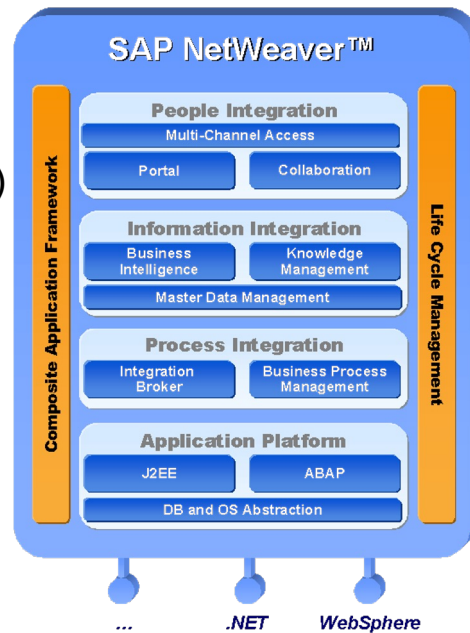 SAP NetWeaver™
People Integration
Multi-Channel Access
Portal
Collaboration
Information Integration
Business
Intelligence
Knowledge
Management
Master Data Management
Process Integration
Integration
Broker
Business Process
Management
Application Platform
J2EE
ABAP
DB and OS Abstraction
Composite Application Framework
Life Cycle Management
)
...
.NET
WebSphere